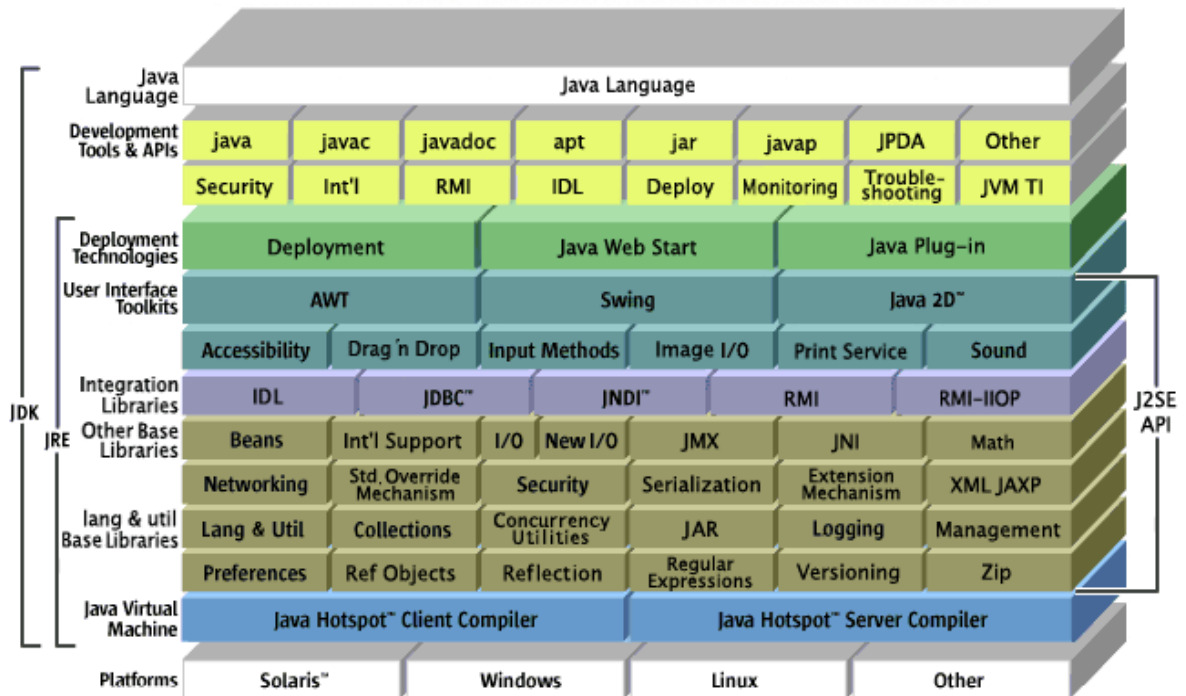 Java
Language
Java Language
Development
Tools & APIs
java javac javadoc apt jar javap JPDA Other
Security Int'l RMI IDL Deploy Monitoring Trouble-
shooting JVM TI
Deployment
Technologies
Deployment Java Web Start Java Plug-in
User Interface
Toolkits
AWT Swing Java 2D™
Accessibility Drag 'n Drop Input Methods Image I/O Print Service Sound
Integration
Libraries
IDL JDBC™ JNDI™ RMI RMI-IIOP
JDK
JRE
J2SE
API
Other Base
Libraries
Beans Int'l Support I/O New I/O JMX JNI Math
Networking Std. Override
Mechanism Security Serialization Extension
Mechanism XML JAXP
lang & util
Base Libraries
Lang & Util Collections Concurrency
Utilities JAR Logging Management
Preferences Ref Objects Reflection Regular
Expressions Versioning Zip
Java Virtual
Machine
Java Hotspot™ Client Compiler Java Hotspot™ Server Compiler
Platforms
Solaris™ Windows Linux Other